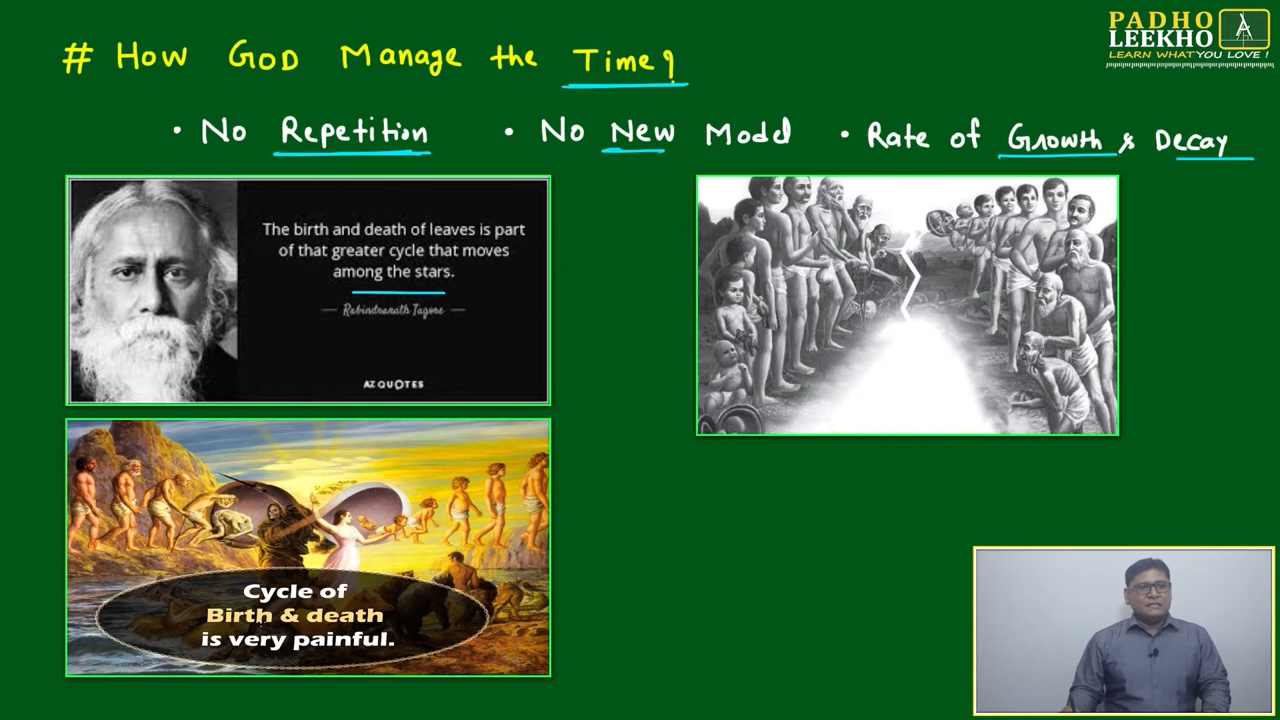 # How GOD Manage the Time?
• No Repetition • No New Model • Rate of Growth & Decay
PADHO
LEEKHO
LEARN WHAT YOU LOVE !
The birth and death of leaves is part
of that greater cycle that moves
among the stars.
— Rabindranath Tagore —
AZ QUOTES
Cycle of
Birth & death
is very painful.